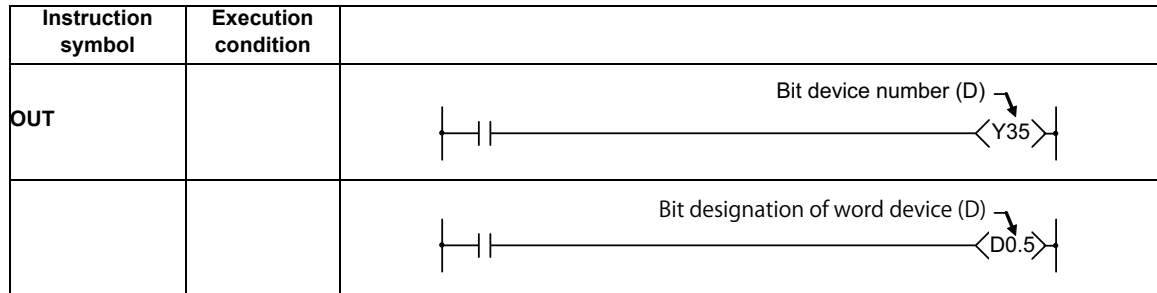 Instruction
symbol
Execution
condition
OUT
Bit device number (D)
Y35
Bit designation of word device (D)
D0.5